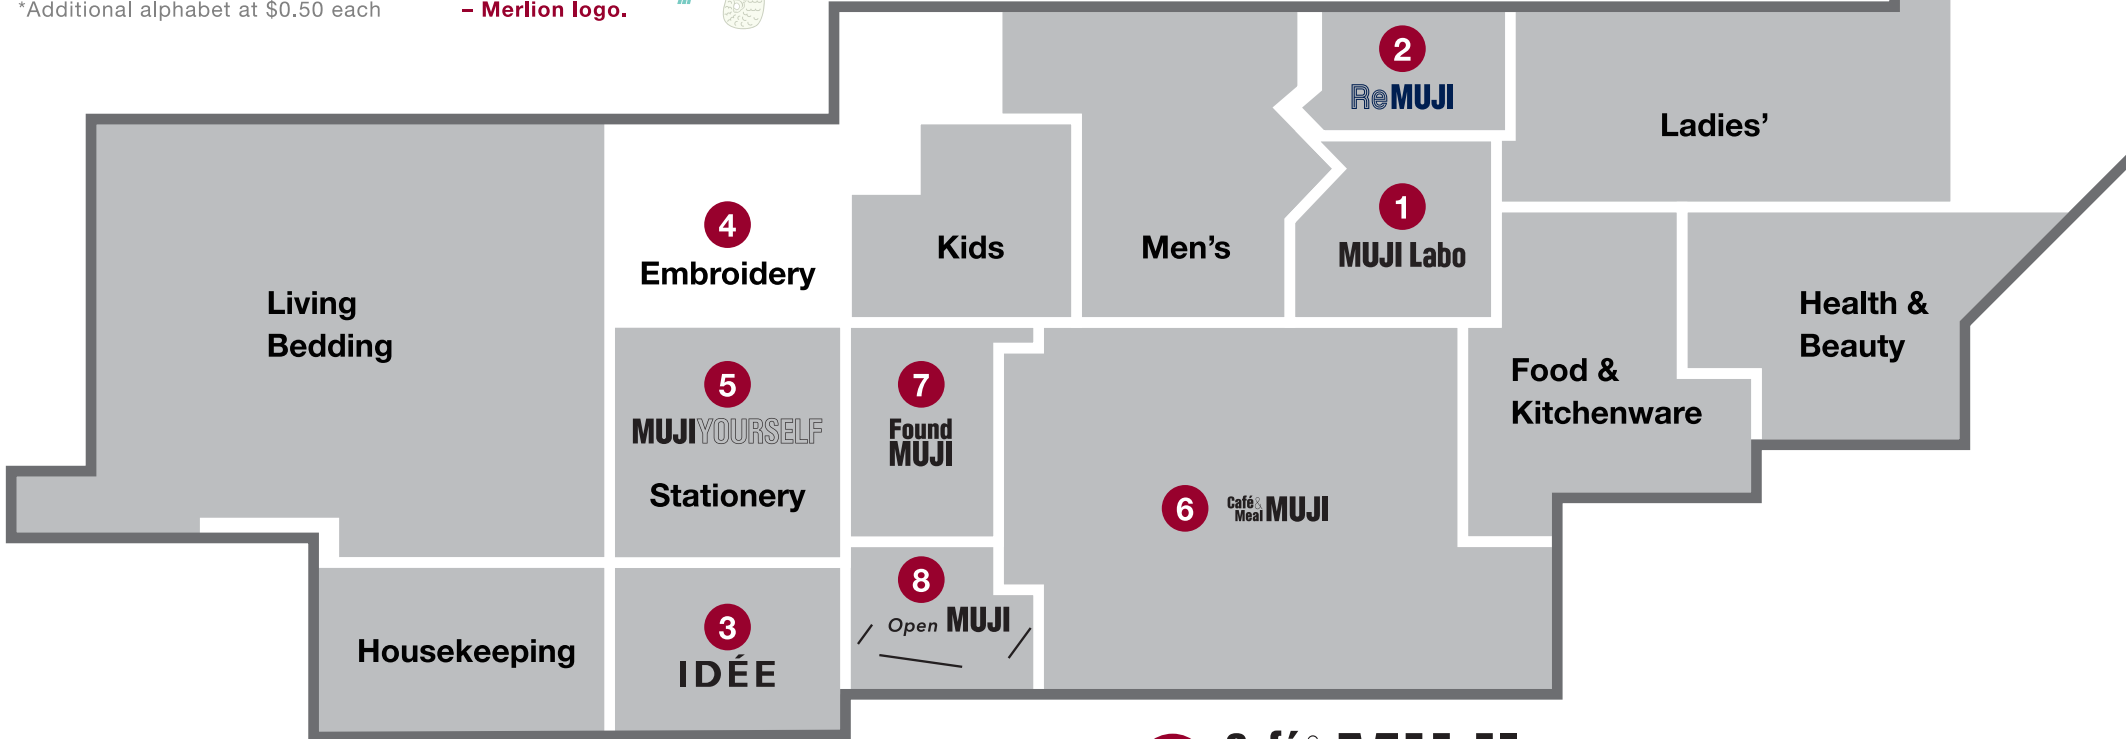 *Additional alphabet at $0.50 each
– Merlion logo.
2
ReMUJI
Ladies’
1
MUJI Labo
4
Embroidery
Kids
Men’s
Living
Bedding
Health &
Beauty
5
MUJI YOURSELF
Stationery
7
Found
MUJI
Food &
Kitchenware
6
Café&
Meal MUJI
8
Open MUJI
Housekeeping
3
IDÉE